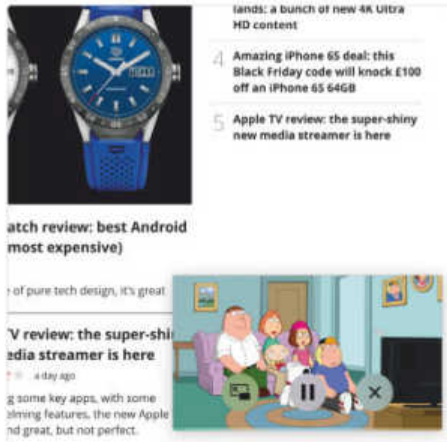 lands: a bunch of new 4K Ultra
HD content
4 Amazing iPhone 6S deal: this
Black Friday code will knock £100
off an iPhone 6S 64GB
5 Apple TV review: the super-shiny
new media streamer is here
atch review: best Android
most expensive)
of pure tech design, it's great
V review: the super-shi
edia streamer is here
a day ago
g some key apps, with some
elming features, the new Apple
nd great, but not perfect.